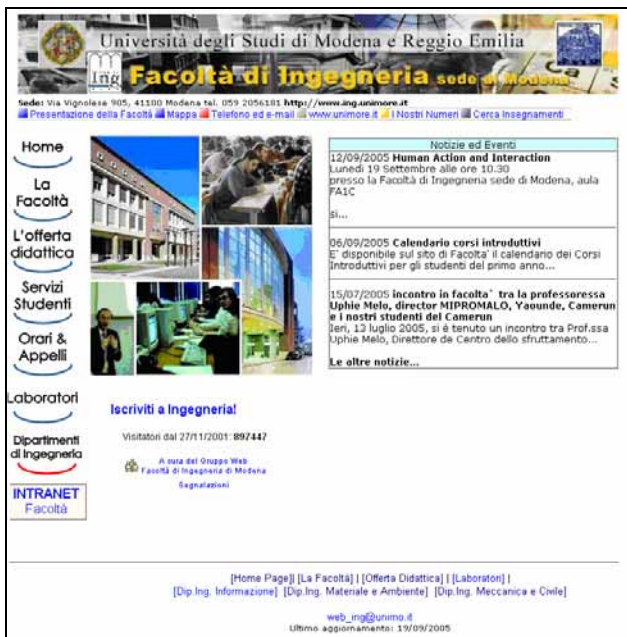 Università degli Studi di Modena e Reggio Emilia
Ing
Facoltà di Ingegneria sede di Modena
Sede: Via Vignolese 905, 41100 Modena tel. 059 2056181 http://www.ing.unimore.it
Presentazione della Facoltà Mappa Telefono ed e-mail www.unimore.it I Nostri Numeri Cerca Insegnamenti
Home
La
Facoltà
L'offerta
didattica
Servizi
Studenti
Orari &
Appelli
Laboratori
Dipartimenti
di Ingegneria
INTRANET
Facoltà
Notizie ed Eventi
12/09/2005 Human Action and Interaction
Lunedì 19 Settembre alle ore 10.30
presso la Facoltà di Ingegneria sede di Modena, aula
FA1C
si...
06/09/2005 Calendario corsi introduttivi
E' disponibile sul sito di Facolta' il calendario dei Corsi
Introduttivi per gli studenti del primo anno...
15/07/2005 incontro in facolta` tra la professoressa
Uphie Melo, director MIPROMALO, Yaounde, Camerun
e i nostri studenti del Camerun
Ieri, 13 luglio 2005, si è tenuto un incontro tra Prof.ssa
Uphie Melo, Direttore de Centro dello sfruttamento...
Le altre notizie...
Iscriviti a Ingegneria!
Visitatori dal 27/11/2001: 897447
A cura del Gruppo Web
Facoltà di Ingegneria di Modena
Segnalazioni
[Home Page]| [La Facoltà] | [Offerta Didattica] | [Laboratori] |
[Dip.Ing. Informazione] [Dip.Ing. Materiale e Ambiente] [Dip.Ing. Meccanica e Civile]
web_ing@unimo.it
Ultimo aggiornamento: 19/09/2005